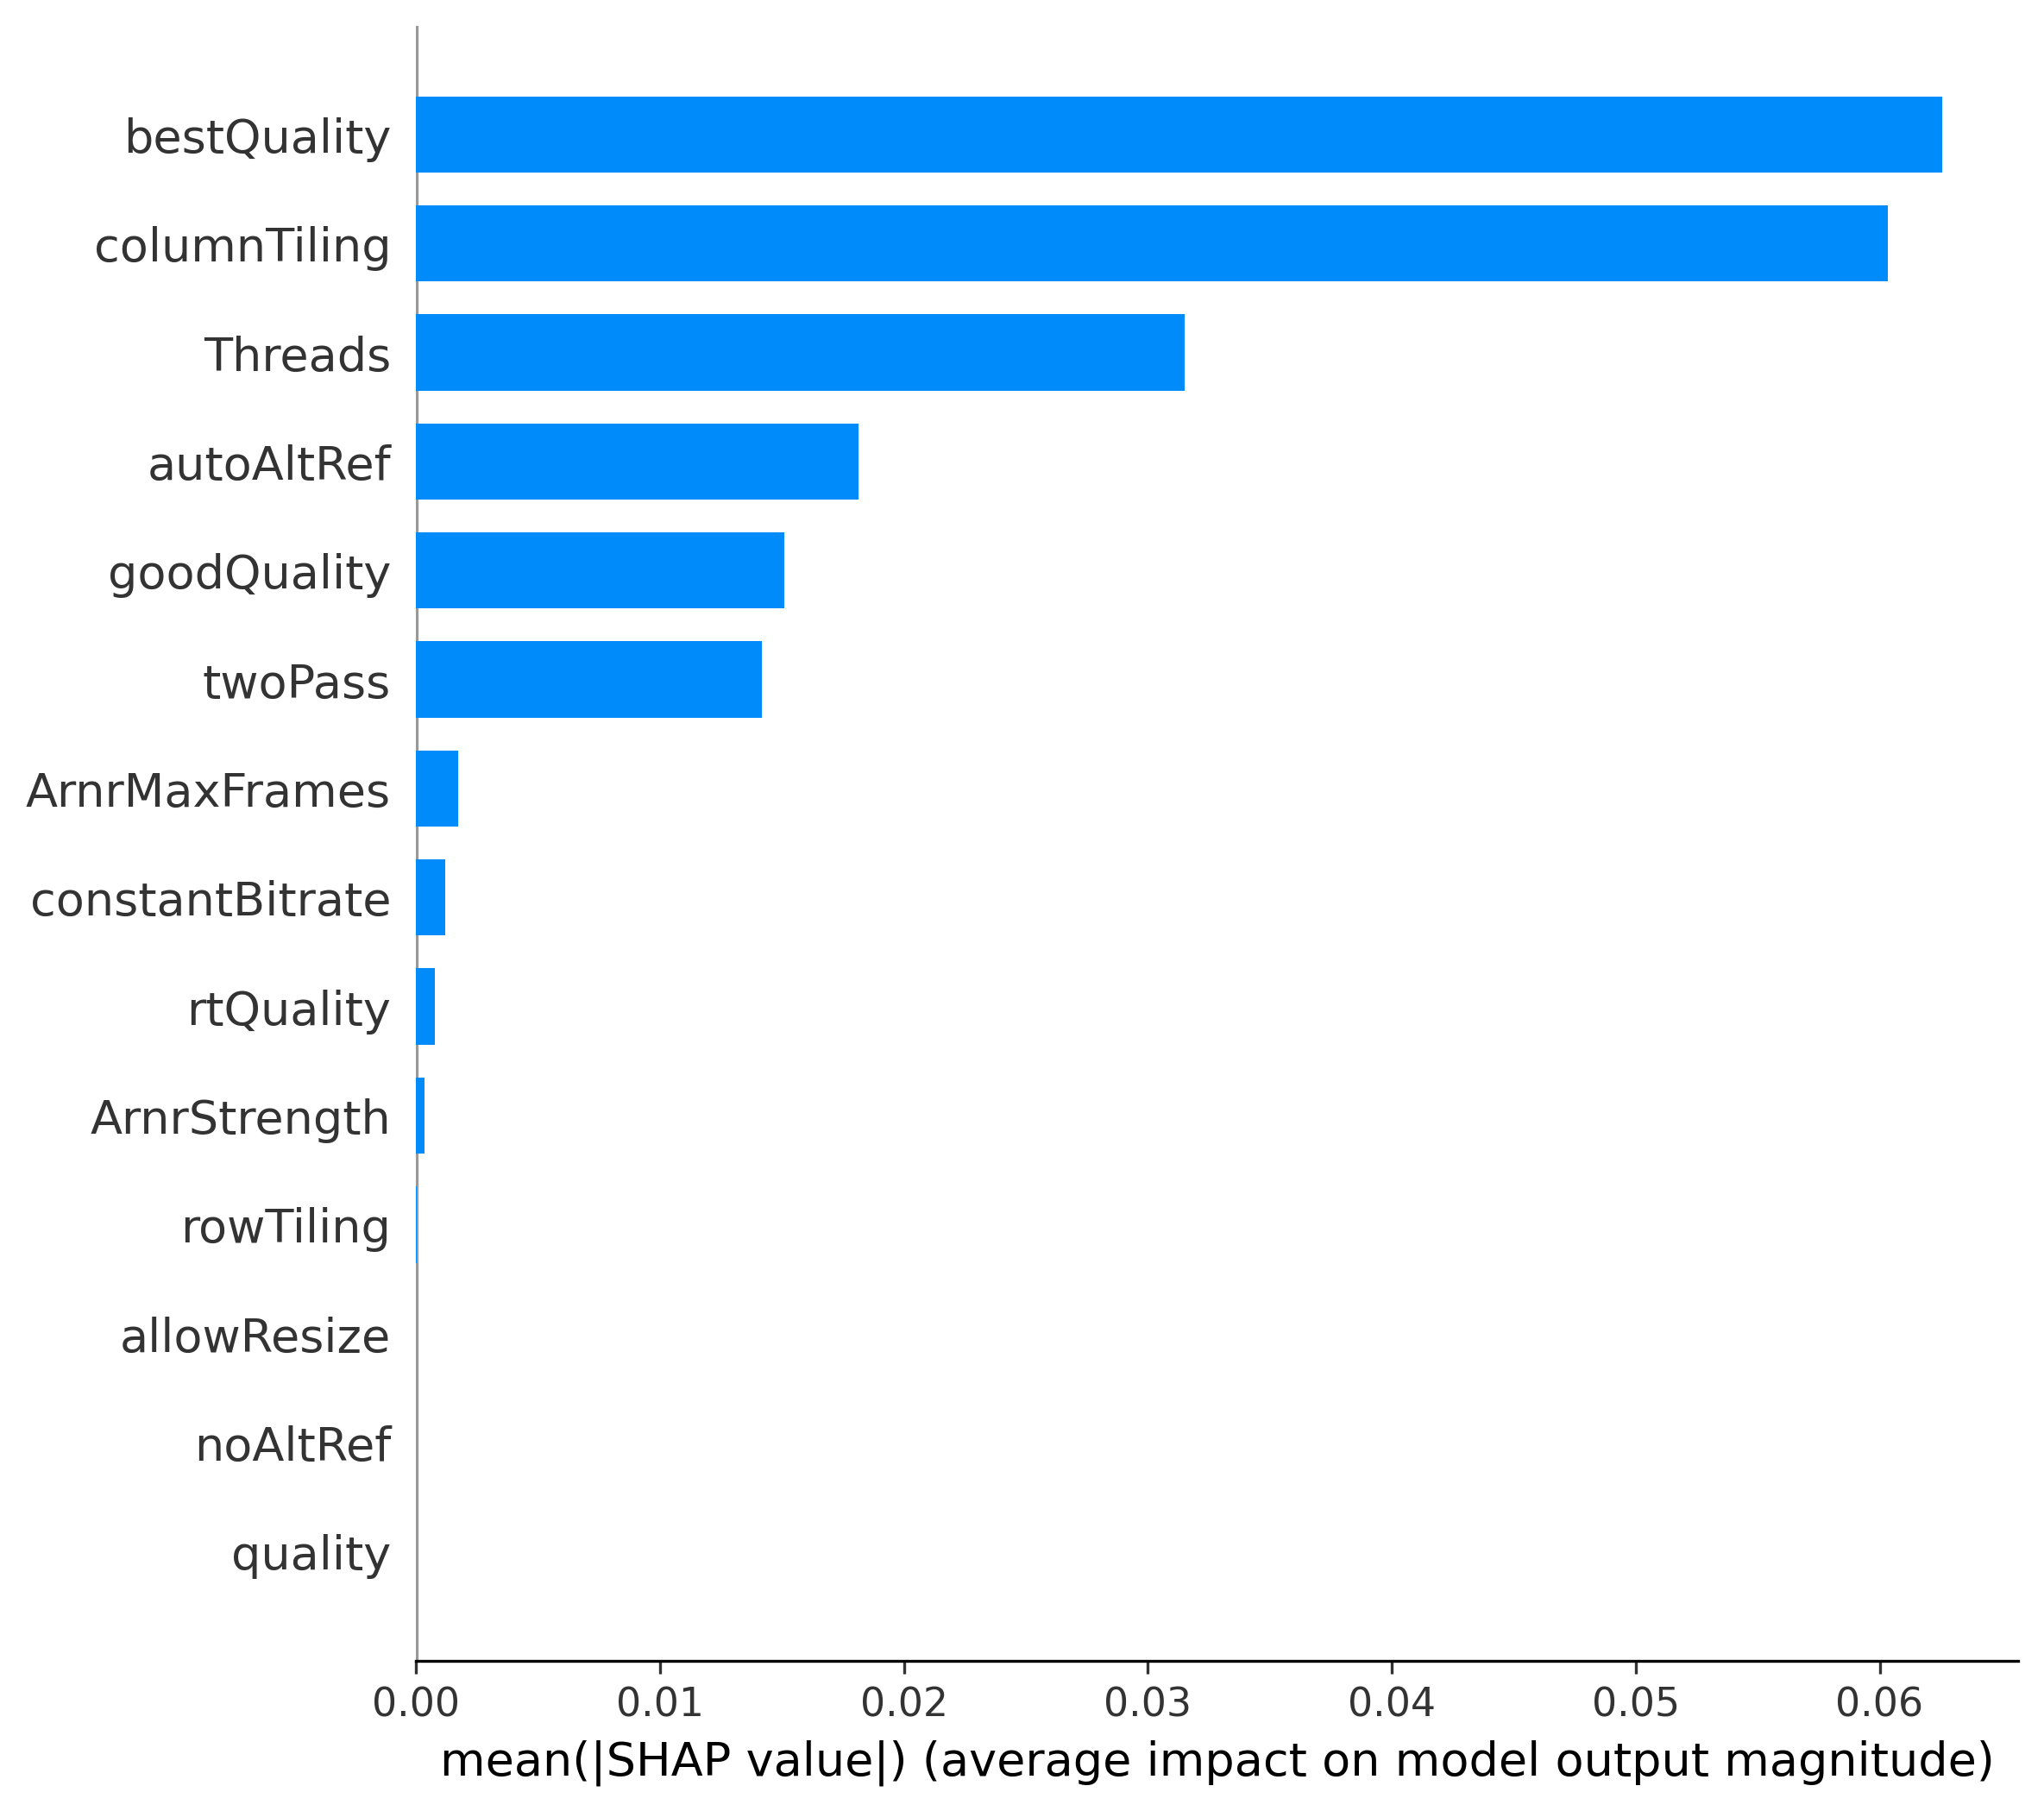 bestQuality
columnTiling
Threads
autoAltRef
goodQuality
twoPass
ArnrMaxFrames
constantBitrate
rtQuality
ArnrStrength
rowTiling
allowResize
noAltRef
quality
0.00 0.01 0.02 0.03 0.04 0.05 0.06
mean(|SHAP value|) (average impact on model output magnitude)